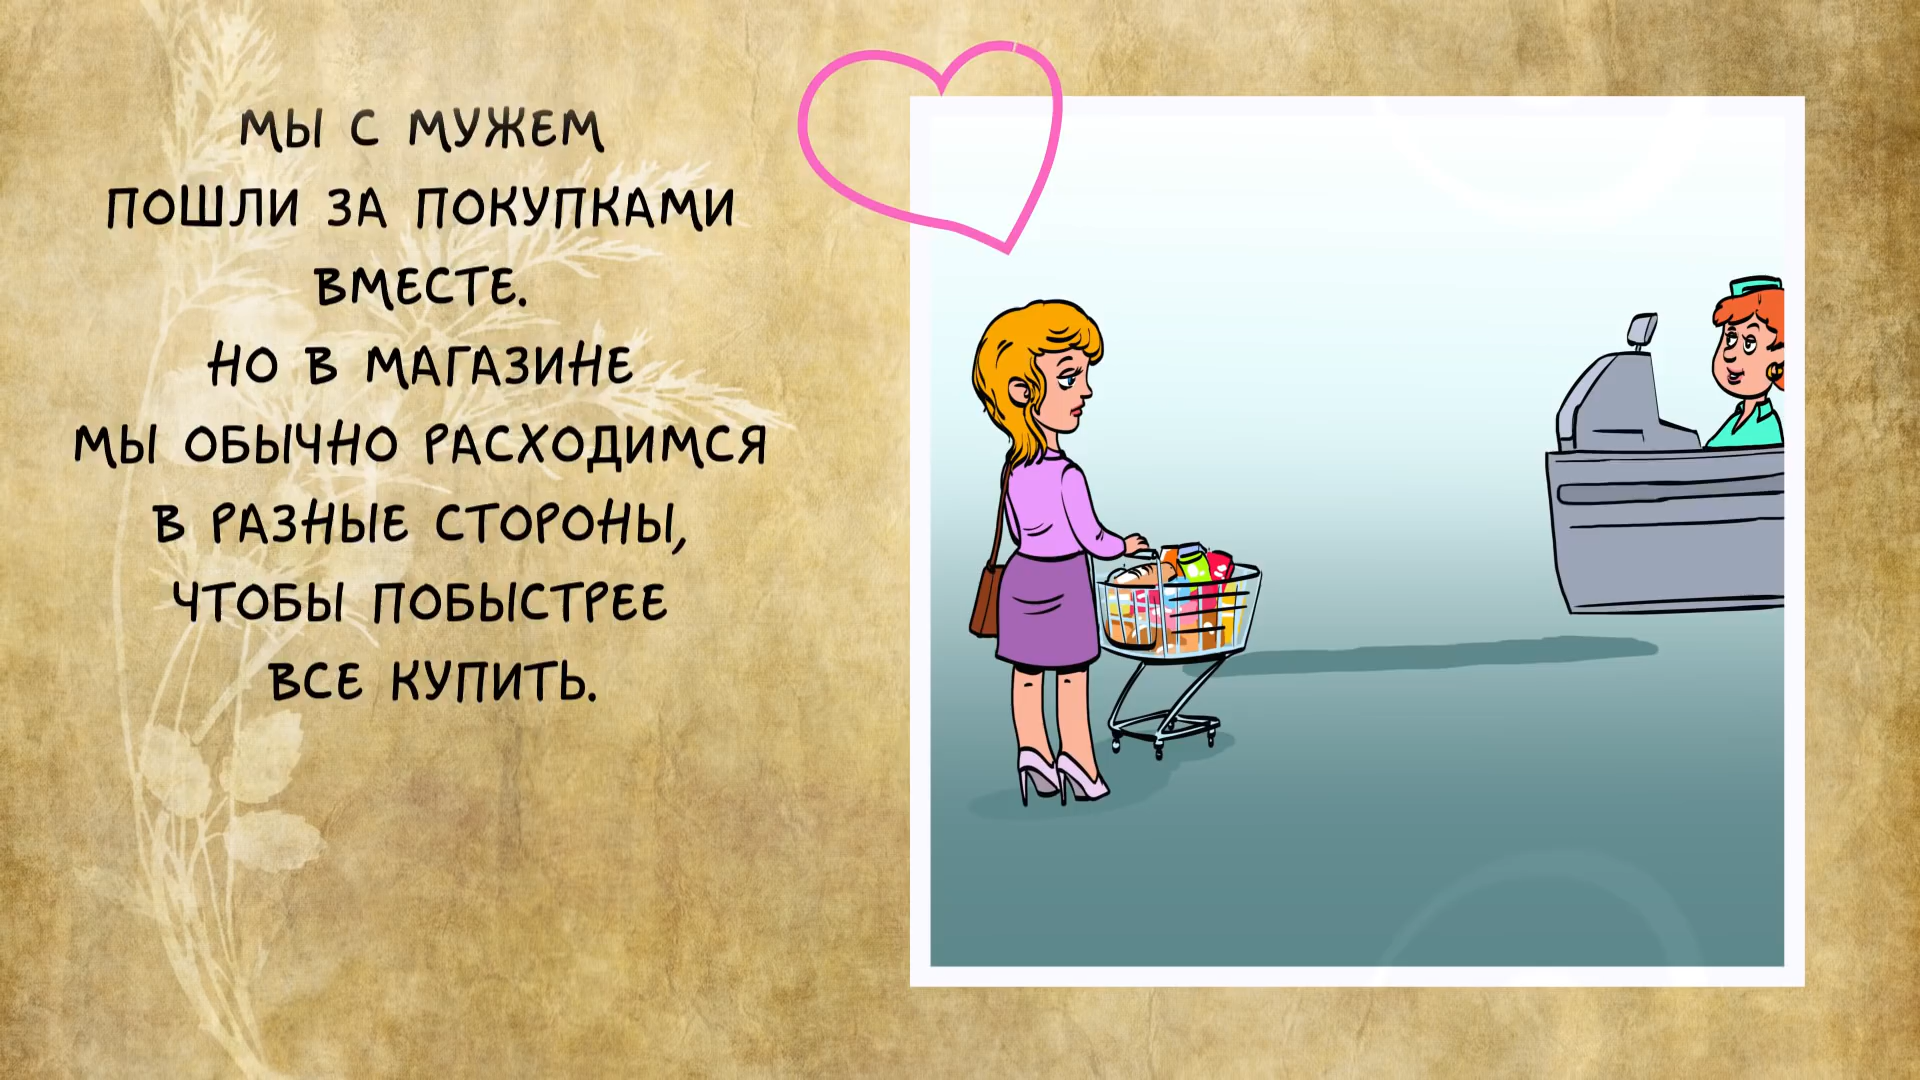 МЫ С МУЖЕМ
ПОШЛИ ЗА ПОКУПКАМИ
ВМЕСТЕ.
НО В МАГАЗИНЕ
МЫ ОБЫЧНО РАСХОДИМСЯ
В РАЗНЫЕ СТОРОНЫ,
ЧТОБЫ ПОБЫСТРЕЕ
ВСЕ КУПИТЬ.